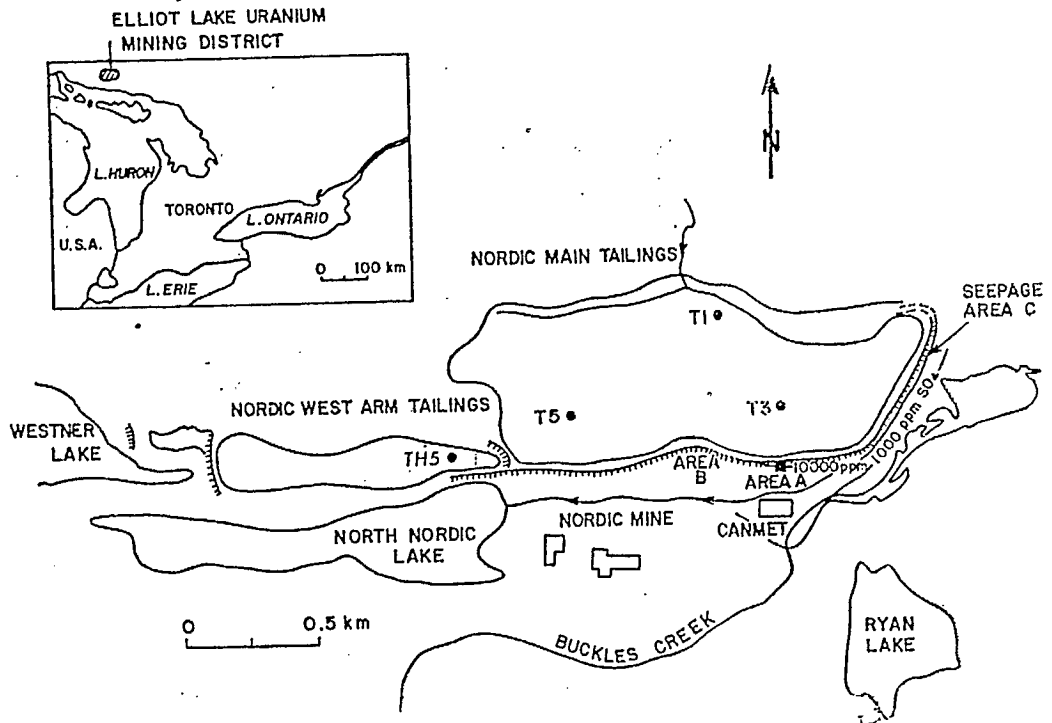 ELLIOT LAKE URANIUM
MINING DISTRICT
L.HURON
TORONTO
L. ONTARIO
U.S.A.
0 100 km
L. ERIE
N
NORDIC MAIN TAILINGS
SEEPAGE
AREA C
T1
1000 ppm SO4
NORDIC WEST ARM TAILINGS
T5
T3
WESTNER
LAKE
TH5
AREA
B
10000ppm
AREA A
NORDIC MINE
CANMET
NORTH NORDIC
LAKE
0 0.5 km
BUCKLES CREEK
RYAN
LAKE